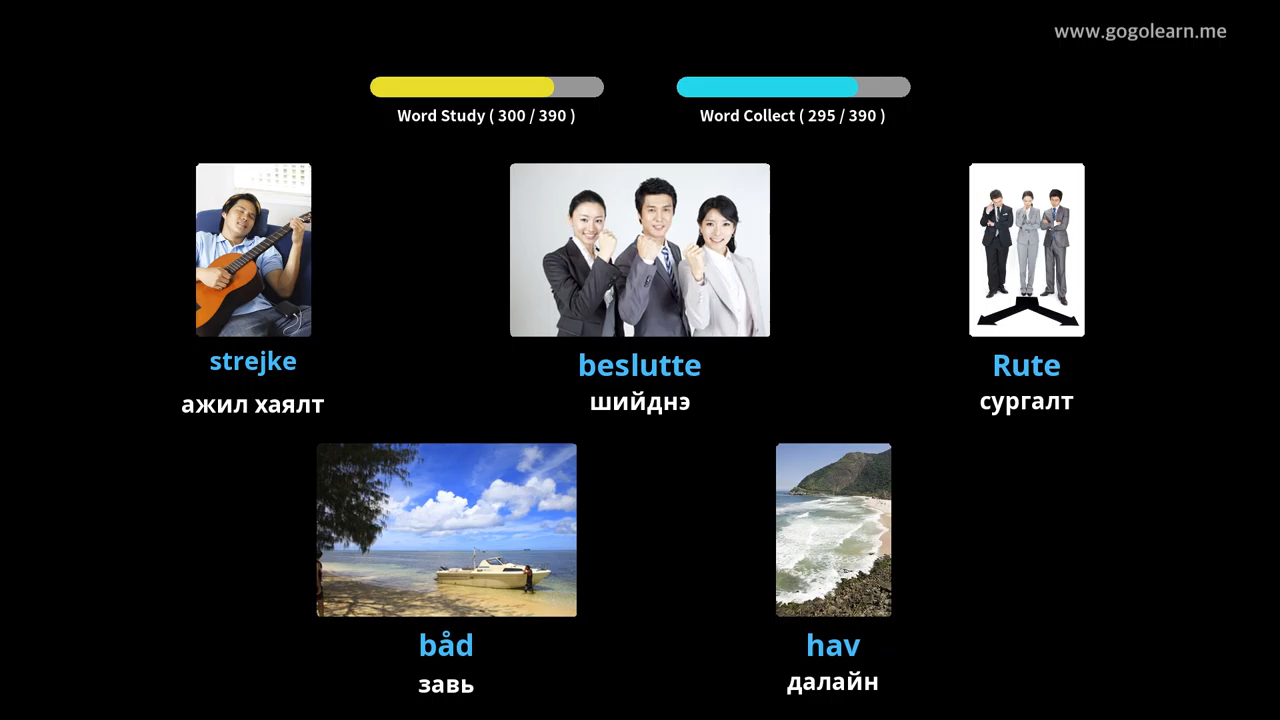 www.gogolearn.me
Word Study ( 300 / 390 )
Word Collect ( 295 / 390 )
strejke
ажил хаялт
beslutte
шийднэ
Rute
сургалт
båd
завь
hav
далайн